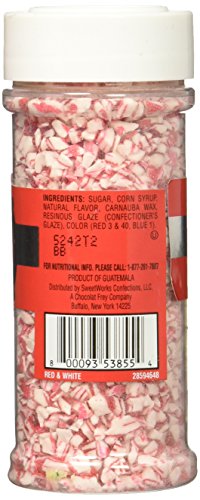 INGREDIENTS: SUGAR, CORN SYRUP,
NATURAL FLAVOR, CARNAUBA WAX,
RESINOUS GLAZE (CONFECTIONER'S
GLAZE), COLOR (RED 3 & 40, BLUE 1).
5242T2
BB
FOR NUTRITIONAL INFO. PLEASE CALL: 1-877-261-7887
PRODUCT OF GUATEMALA
Distributed by SweetWorks Confections, LLC.
A Chocolat Frey Company
Buffalo, New York 14225
8 00093 53855 4
RED & WHITE 28594648